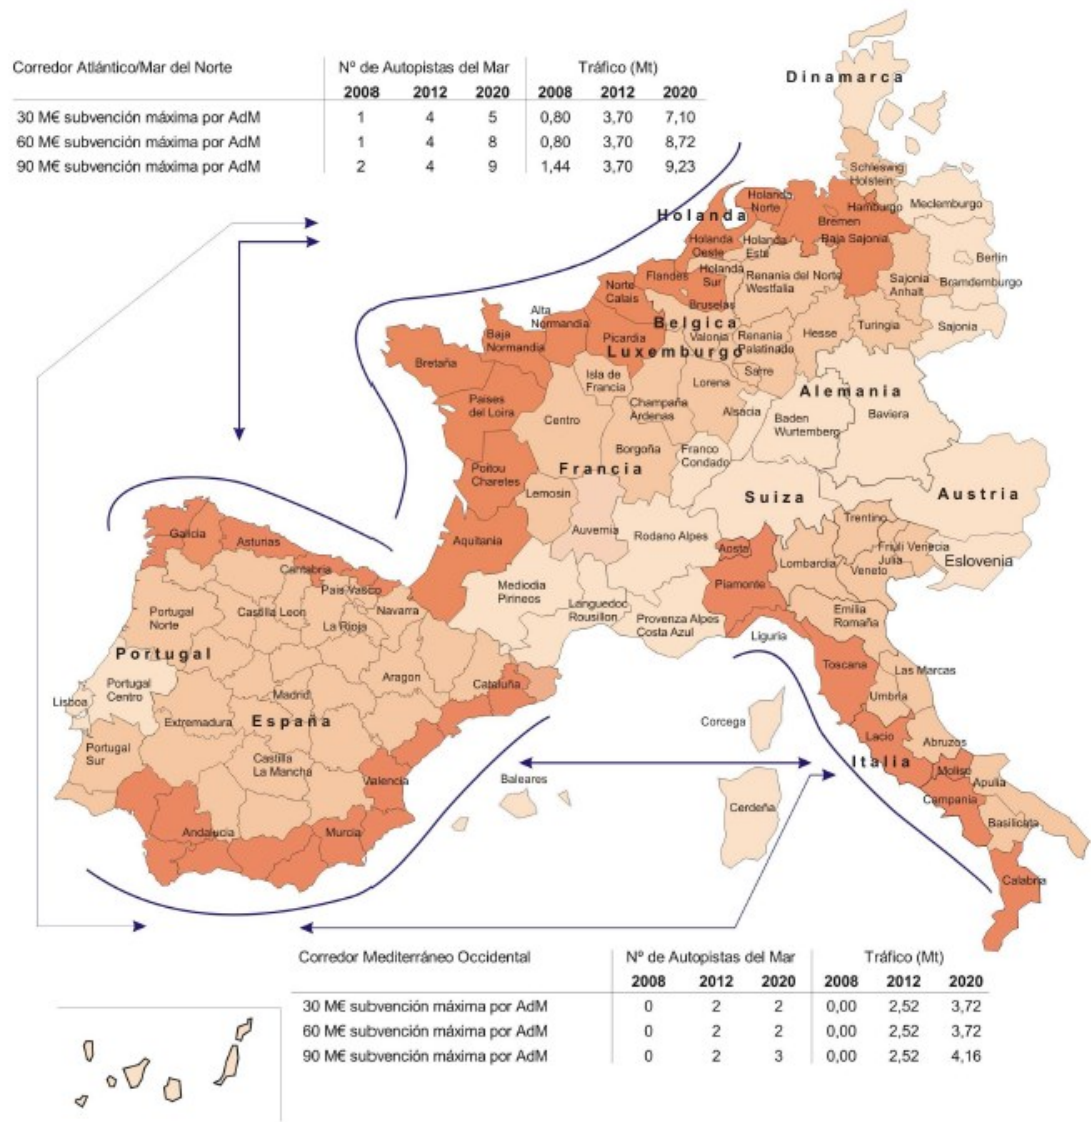 Corredor Atlántico/Mar del Norte Nº de Autopistas del Mar Tráfico (Mt)
2008 2012 2020 2008 2012 2020
30 M€ subvención máxima por AdM 1 4 5 0,80 3,70 7,10
60 M€ subvención máxima por AdM 1 4 8 0,80 3,70 8,72
90 M€ subvención máxima por AdM 2 4 9 1,44 3,70 9,23
Dinamarca
Schleiswig
Holstein
Holanda
Norte
Hamburgo
Meclemburgo
Holanda
Bremen
Holanda
Oeste
Holanda
Este
Baja Sajonia
Berlin
Flandes
Holanda
Sur
Renania del Norte
Westfalia
Sajonia
Anhalt
Bramdemburgo
Norte
Calais
Bruselas
Alta
Normandia
Baja
Normandia
Belgica
Picardia
Valonia
Renania
Palatinado
Hesse
Turingia
Sajonia
Luxemburgo
Bretaña
Isla de
Francia
Sarre
Lorena
Alemania
Paises
del Loira
Champaña
Ardenas
Alsacia
Baden
Wurtemberg
Baviera
Centro
Borgoña
Franco
Condado
Poitou
Charetes
Francia
Lemosin
Suiza
Austria
Galicia
Asturias
Aquitania
Auvernia
Rodano Alpes
Trentino
Aosta
Lombardia
Friuli Venecia
Julia
Veneto
Eslovenia
Cantabria
Pais Vasco
Mediodia
Pirineos
Piamonte
Portugal
Norte
Castilla Leon
Navarra
La Rioja
Languedoc
Rousillon
Provenza Alpes
Costa Azul
Emilia
Romaña
Liguria
Portugal
Toscana
Las Marcas
Lisboa
Portugal
Centro
Madrid
Aragon
Cataluña
Umbria
Extremadura
España
Corcega
Lacio
Abruzos
Portugal
Sur
Castilla
La Mancha
Italia
Valencia
Baleares
Molise
Apulia
Cerdeña
Campania
Andalucia
Murcia
Basilicata
Calabria
Corredor Mediterráneo Occidental Nº de Autopistas del Mar Tráfico (Mt)
2008 2012 2020 2008 2012 2020
30 M€ subvención máxima por AdM 0 2 2 0,00 2,52 3,72
60 M€ subvención máxima por AdM 0 2 2 0,00 2,52 3,72
90 M€ subvención máxima por AdM 0 2 3 0,00 2,52 4,16